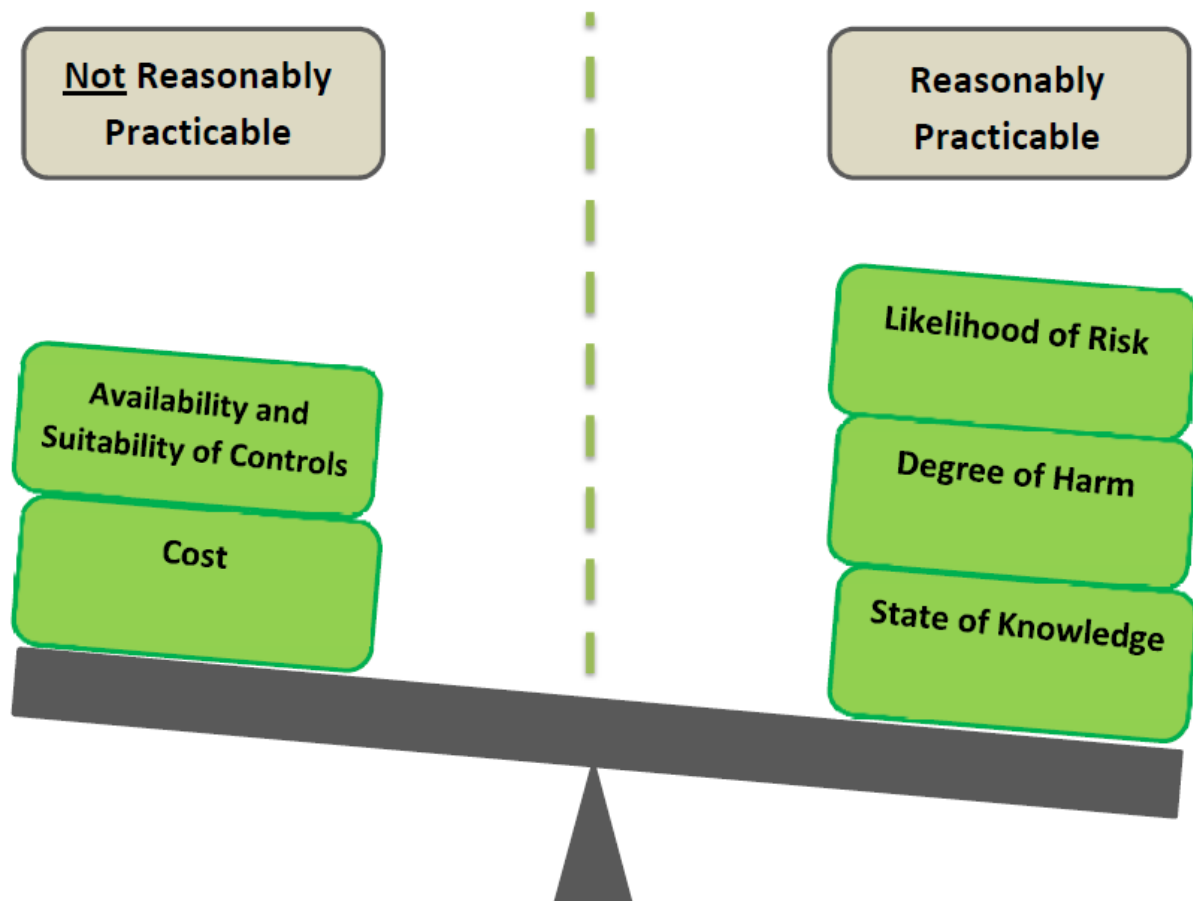 Not Reasonably
Practicable
Reasonably
Practicable
Availability and
Suitability of Controls
Cost
Likelihood of Risk
Degree of Harm
State of Knowledge